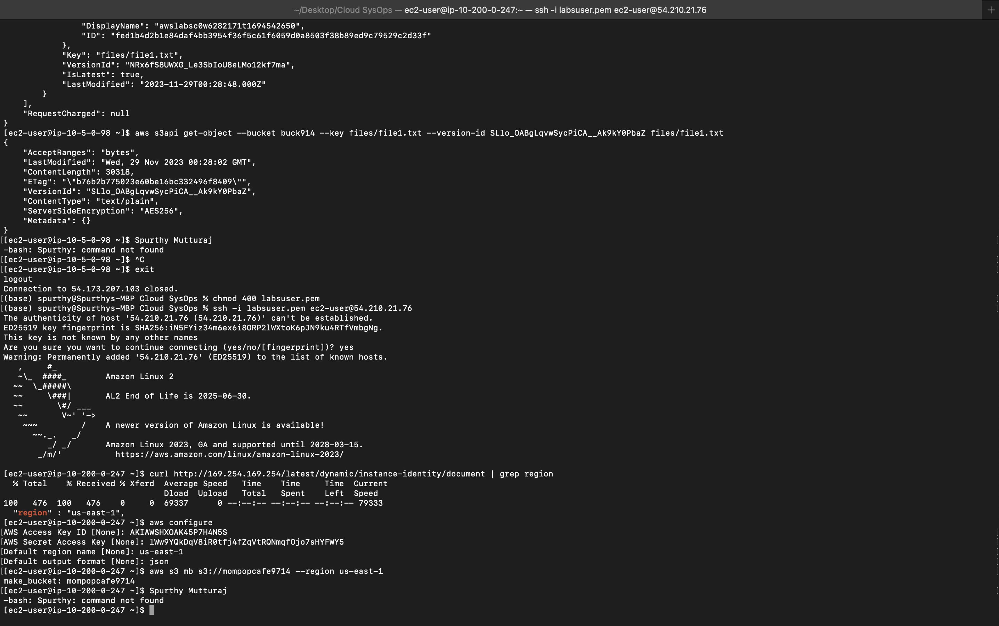 ~/Desktop/Cloud SysOps — ec2-user@ip-10-200-0-247:~ — ssh -i labsuser.pem ec2-user@54.210.21.76
"DisplayName": "awslabsc0w6282171t1694542650",
"ID": "fed1b4d2b1e84daf4bb3954f36f5c61f6059d0a8503f38b89ed9c79529c2d33f"
},
"Key": "files/file1.txt",
"VersionId": "NRx6fS8UWXG_Le3SbIoU8eLMo12kf7ma",
"IsLatest": true,
"LastModified": "2023-11-29T00:28:48.000Z"
}
],
"RequestCharged": null
}
[ec2-user@ip-10-5-0-98 ~]$ aws s3api get-object --bucket buck914 --key files/file1.txt --version-id SLlo_OABgLqvwSycPiCA__Ak9kY0PbaZ files/file1.txt
{
"AcceptRanges": "bytes",
"LastModified": "Wed, 29 Nov 2023 00:28:02 GMT",
"ContentLength": 30318,
"ETag": "\"b76b2b775023e60be16bc332496f8409\"",
"VersionId": "SLlo_OABgLqvwSycPiCA__Ak9kY0PbaZ",
"ContentType": "text/plain",
"ServerSideEncryption": "AES256",
"Metadata": {}
}
[[ec2-user@ip-10-5-0-98 ~]$ Spurthy Mutturaj ]
-bash: Spurthy: command not found
[[ec2-user@ip-10-5-0-98 ~]$ ^C ]
[[ec2-user@ip-10-5-0-98 ~]$ exit ]
logout
Connection to 54.173.207.103 closed.
[(base) spurthy@Spurthys-MBP Cloud SysOps % chmod 400 labsuser.pem ]
[(base) spurthy@Spurthys-MBP Cloud SysOps % ssh -i labsuser.pem ec2-user@54.210.21.76 ]
The authenticity of host '54.210.21.76 (54.210.21.76)' can't be established.
ED25519 key fingerprint is SHA256:iN5FYiz34m6ex6i8ORP2lWXtoK6pJN9ku4RTfVmbgNg.
This key is not known by any other names
Are you sure you want to continue connecting (yes/no/[fingerprint])? yes
Warning: Permanently added '54.210.21.76' (ED25519) to the list of known hosts.
   ,     #_
   ~\_  ####_        Amazon Linux 2
  ~~  \_#####\
  ~~     \###|       AL2 End of Life is 2025-06-30.
  ~~       \#/ ___
   ~~       V~' '->
    ~~~         /    A newer version of Amazon Linux is available!
      ~~._.   _/
         _/ _/       Amazon Linux 2023, GA and supported until 2028-03-15.
       _/m/'           https://aws.amazon.com/linux/amazon-linux-2023/
[ec2-user@ip-10-200-0-247 ~]$ curl http://169.254.169.254/latest/dynamic/instance-identity/document | grep region
% Total    % Received % Xferd  Average Speed   Time    Time     Time  Current
Dload  Upload   Total   Spent    Left  Speed
100   476  100   476    0     0  69337      0 --:--:-- --:--:-- --:--:-- 79333
"region" : "us-east-1",
[ec2-user@ip-10-200-0-247 ~]$ aws configure
[AWS Access Key ID [None]: AKIAWSHXOAK45P7H4N5S ]
[AWS Secret Access Key [None]: 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 ]
[Default region name [None]: us-east-1 ]
[Default output format [None]: json ]
[[ec2-user@ip-10-200-0-247 ~]$ aws s3 mb s3://mompopcafe9714 --region us-east-1 ]
make_bucket: mompopcafe9714
[[ec2-user@ip-10-200-0-247 ~]$ Spurthy Mutturaj ]
-bash: Spurthy: command not found
[ec2-user@ip-10-200-0-247 ~]$